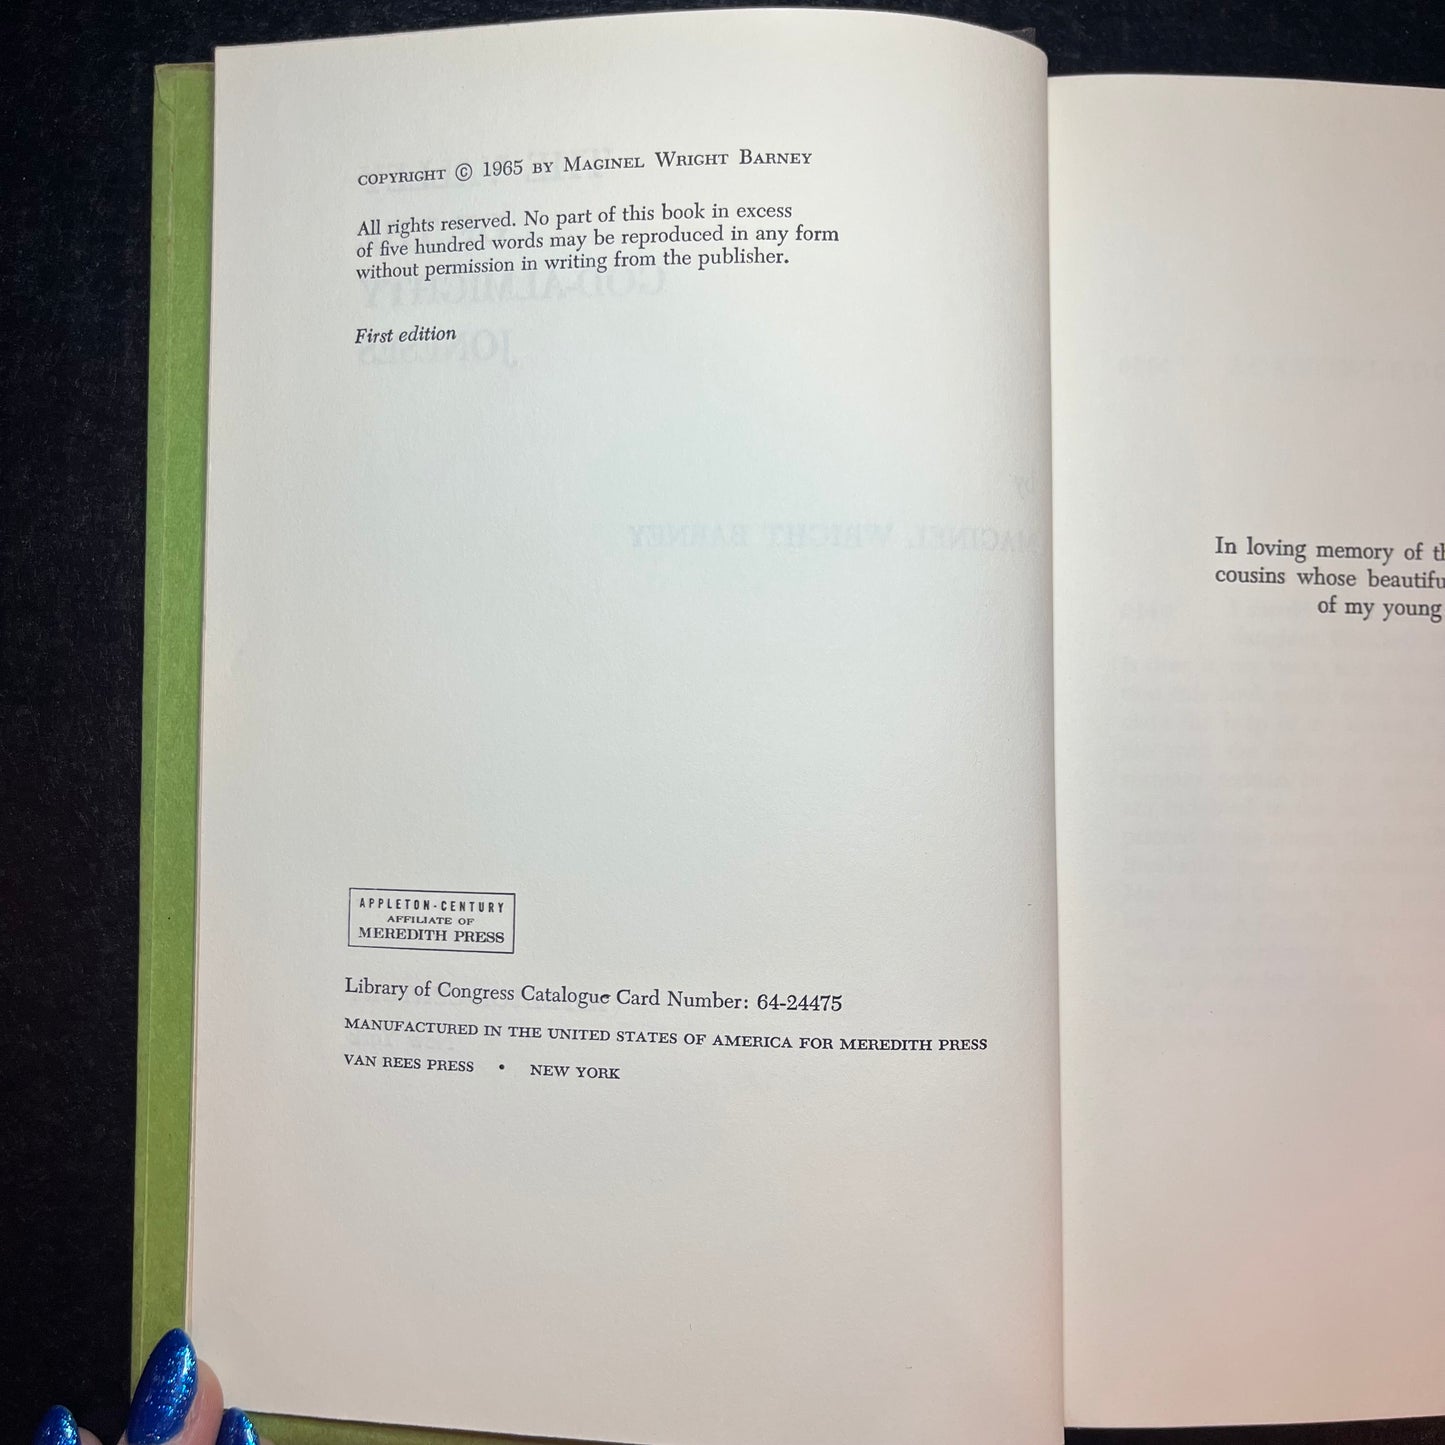 COPYRIGHT © 1965 BY MAGINEL WRIGHT BARNEY
All rights reserved. No part of this book in excess
of five hundred words may be reproduced in any form
without permission in writing from the publisher.
First edition
APPLETON-CENTURY
AFFILIATE OF
MEREDITH PRESS
Library of Congress Catalogue Card Number: 64-24475
MANUFACTURED IN THE UNITED STATES OF AMERICA FOR MEREDITH PRESS
VAN REES PRESS • NEW YORK
In loving memory of
cousins whose
of my young